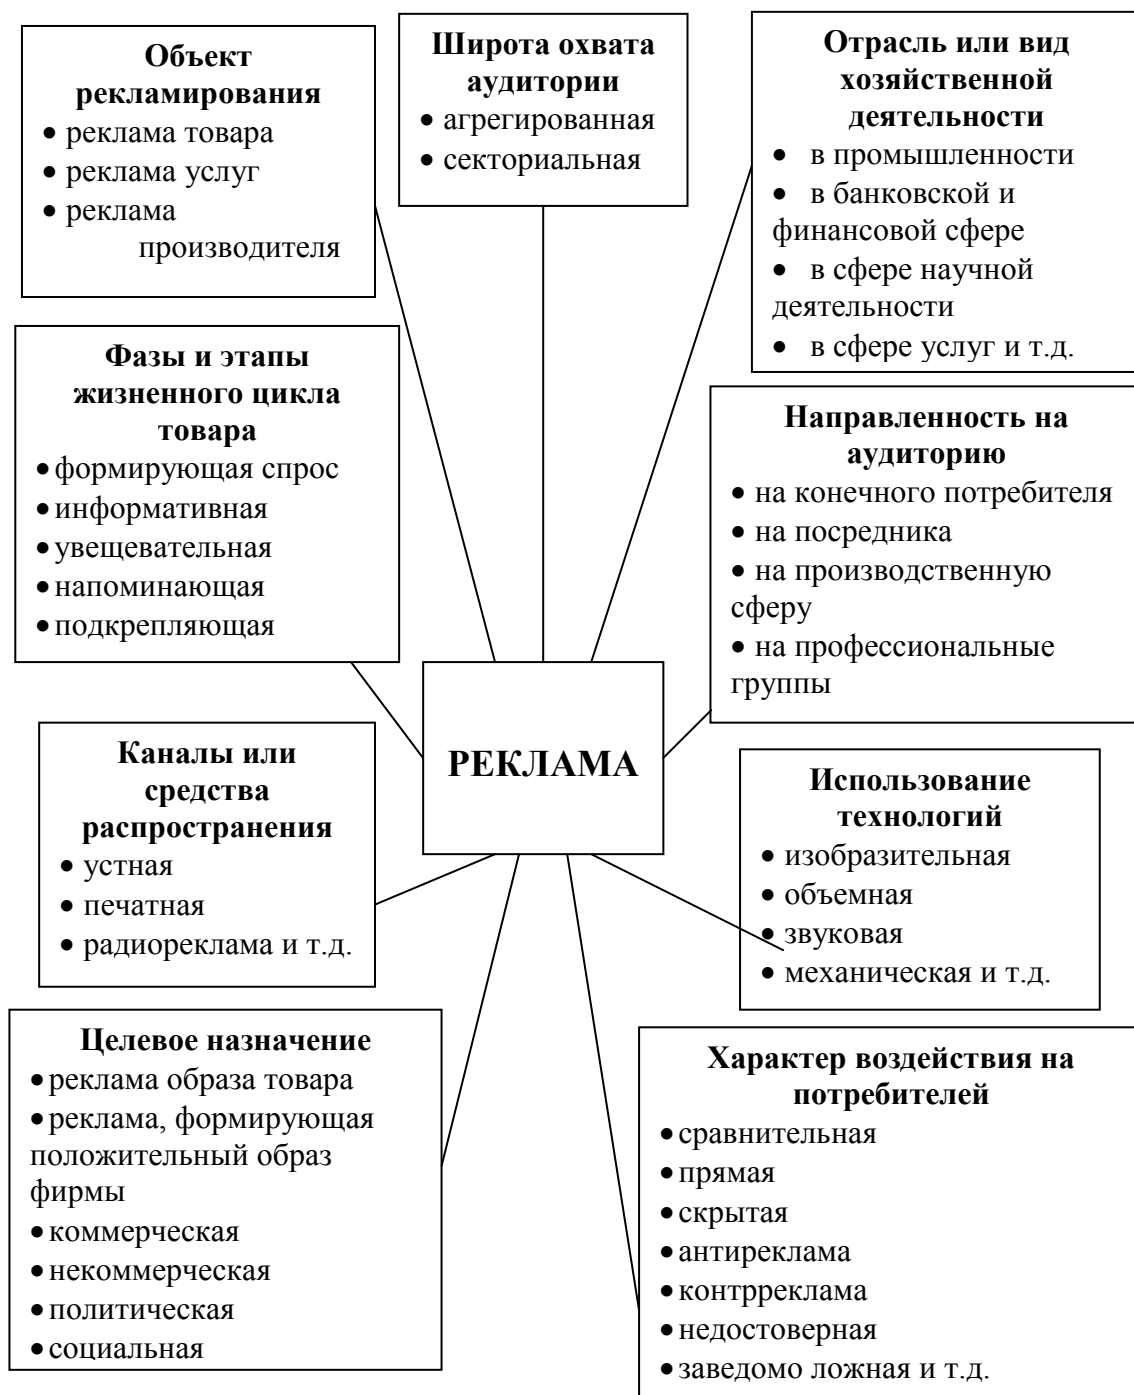 Объект
рекламирования
• реклама товара
• реклама услуг
• реклама
производителя
Широта охвата
аудитории
• агрегированная
• секториальная
Отрасль или вид
хозяйственной
деятельности
• в промышленности
• в банковской и
финансовой сфере
• в сфере научной
деятельности
• в сфере услуг и т.д.
Фазы и этапы
жизненного цикла
товара
• формирующая спрос
• информативная
• увещевательная
• напоминающая
• подкрепляющая
Направленность на
аудиторию
• на конечного потребителя
• на посредника
• на производственную
сферу
• на профессиональные
группы
РЕКЛАМА
Каналы или
средства
распространения
• устная
• печатная
• радиореклама и т.д.
Использование
технологий
• изобразительная
• объемная
• звуковая
• механическая и т.д.
Целевое назначение
• реклама образа товара
• реклама, формирующая
положительный образ
фирмы
• коммерческая
• некоммерческая
• политическая
• социальная
Характер воздействия на
потребителей
• сравнительная
• прямая
• скрытая
• антиреклама
• контрреклама
• недостоверная
• заведомо ложная и т.д.